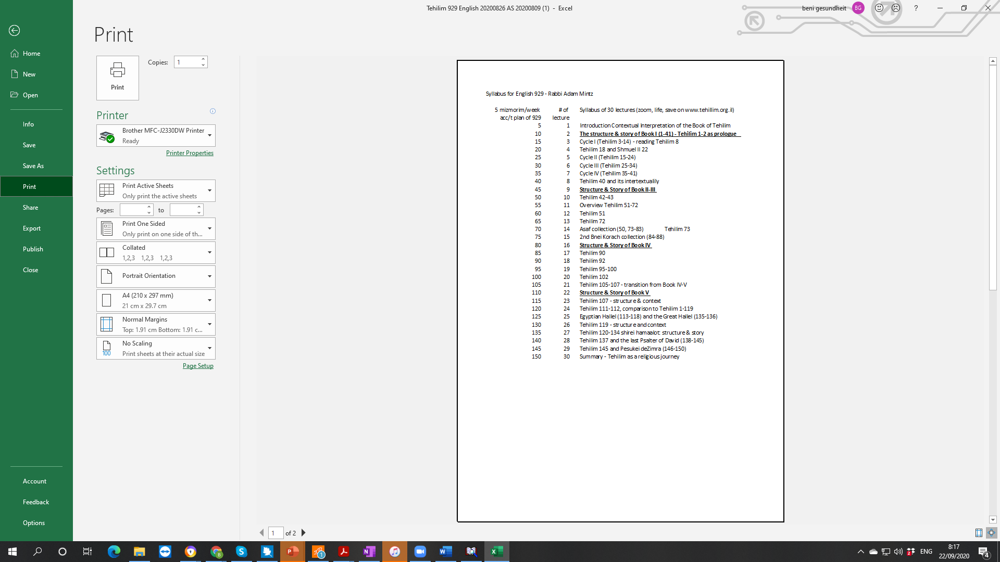 Tehilim 929 English 20200826 AS 20200809 (1) - Excel
beni gesundheit BG ?
Print
Home
New
Open
Info
Save
Save As
Print
Share
Export
Publish
Close
Account
Feedback
Options
Print
Copies: 1
Printer
Brother MFC-J2330DW Printer
Ready
Printer Properties
Settings
Print Active Sheets
Only print the active sheets
Pages: to
Print One Sided
Only print on one side of th...
Collated
1,2,3 1,2,3 1,2,3
Portrait Orientation
A4 (210 x 297 mm)
21 cm x 29.7 cm
Normal Margins
Top: 1.91 cm Bottom: 1.91 c...
No Scaling
100 Print sheets at their actual size
Page Setup
Syllabus for English 929 - Rabbi Adam Mintz
5 mizmorim/week # of Syllabus of 30 lectures (zoom, life, save on www.tehillim.org.il)
acc/t plan of 929 lecture
5 1 Introduction Contextual Interpretation of the Book of Tehilim
10 2 The structure & story of Book I (1-41) - Tehilim 1-2 as prologue
15 3 Cycle I (Tehilim 3-14) - reading Tehilim 8
20 4 Tehilim 18 and Shmuel II 22
25 5 Cycle II (Tehilim 15-24)
30 6 Cycle III (Tehilim 25-34)
35 7 Cycle IV (Tehilim 35-41)
40 8 Tehilim 40 and its intertextualily
45 9 Structure & Story of Book II-III
50 10 Tehilim 42-43
55 11 Overview Tehilim 51-72
60 12 Tehilim 51
65 13 Tehilim 72
70 14 Asaf collection (50, 73-83) Tehilim 73
75 15 2nd Bnei Korach collection (84-88)
80 16 Structure & Story of Book IV
85 17 Tehilim 90
90 18 Tehilim 92
95 19 Tehilim 95-100
100 20 Tehilim 102
105 21 Tehilim 105-107 - transition from Book IV-V
110 22 Structure & Story of Book V
115 23 Tehilim 107 - structure & context
120 24 Tehilim 111-112, comparison to Tehilim 1-119
125 25 Egyptian Hallel (113-118) and the Great Hallel (135-136)
130 26 Tehilim 119 - structure and context
135 27 Tehilim 120-134 shirei hamaalot: structure & story
140 28 Tehilim 137 and the last Psalter of David (138-145)
145 29 Tehilim 145 and Pesukei deZimra (146-150)
150 30 Summary - Tehilim as a religious journey
1 of 2
ENG
8:17
22/09/2020
4